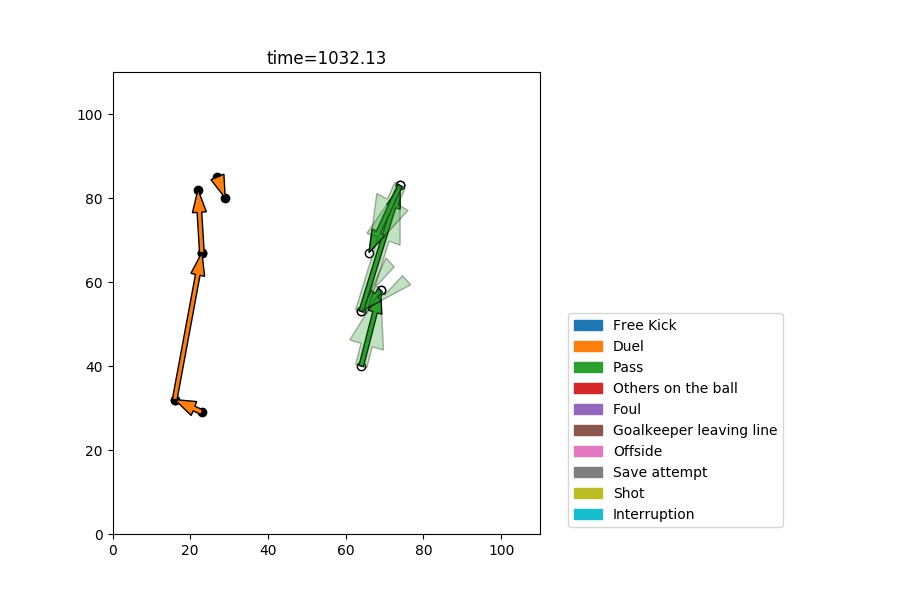 time=1032.13
100
80
60
40
20
0
0 20 40 60 80 100
Free Kick
Duel
Pass
Others on the ball
Foul
Goalkeeper leaving line
Offside
Save attempt
Shot
Interruption